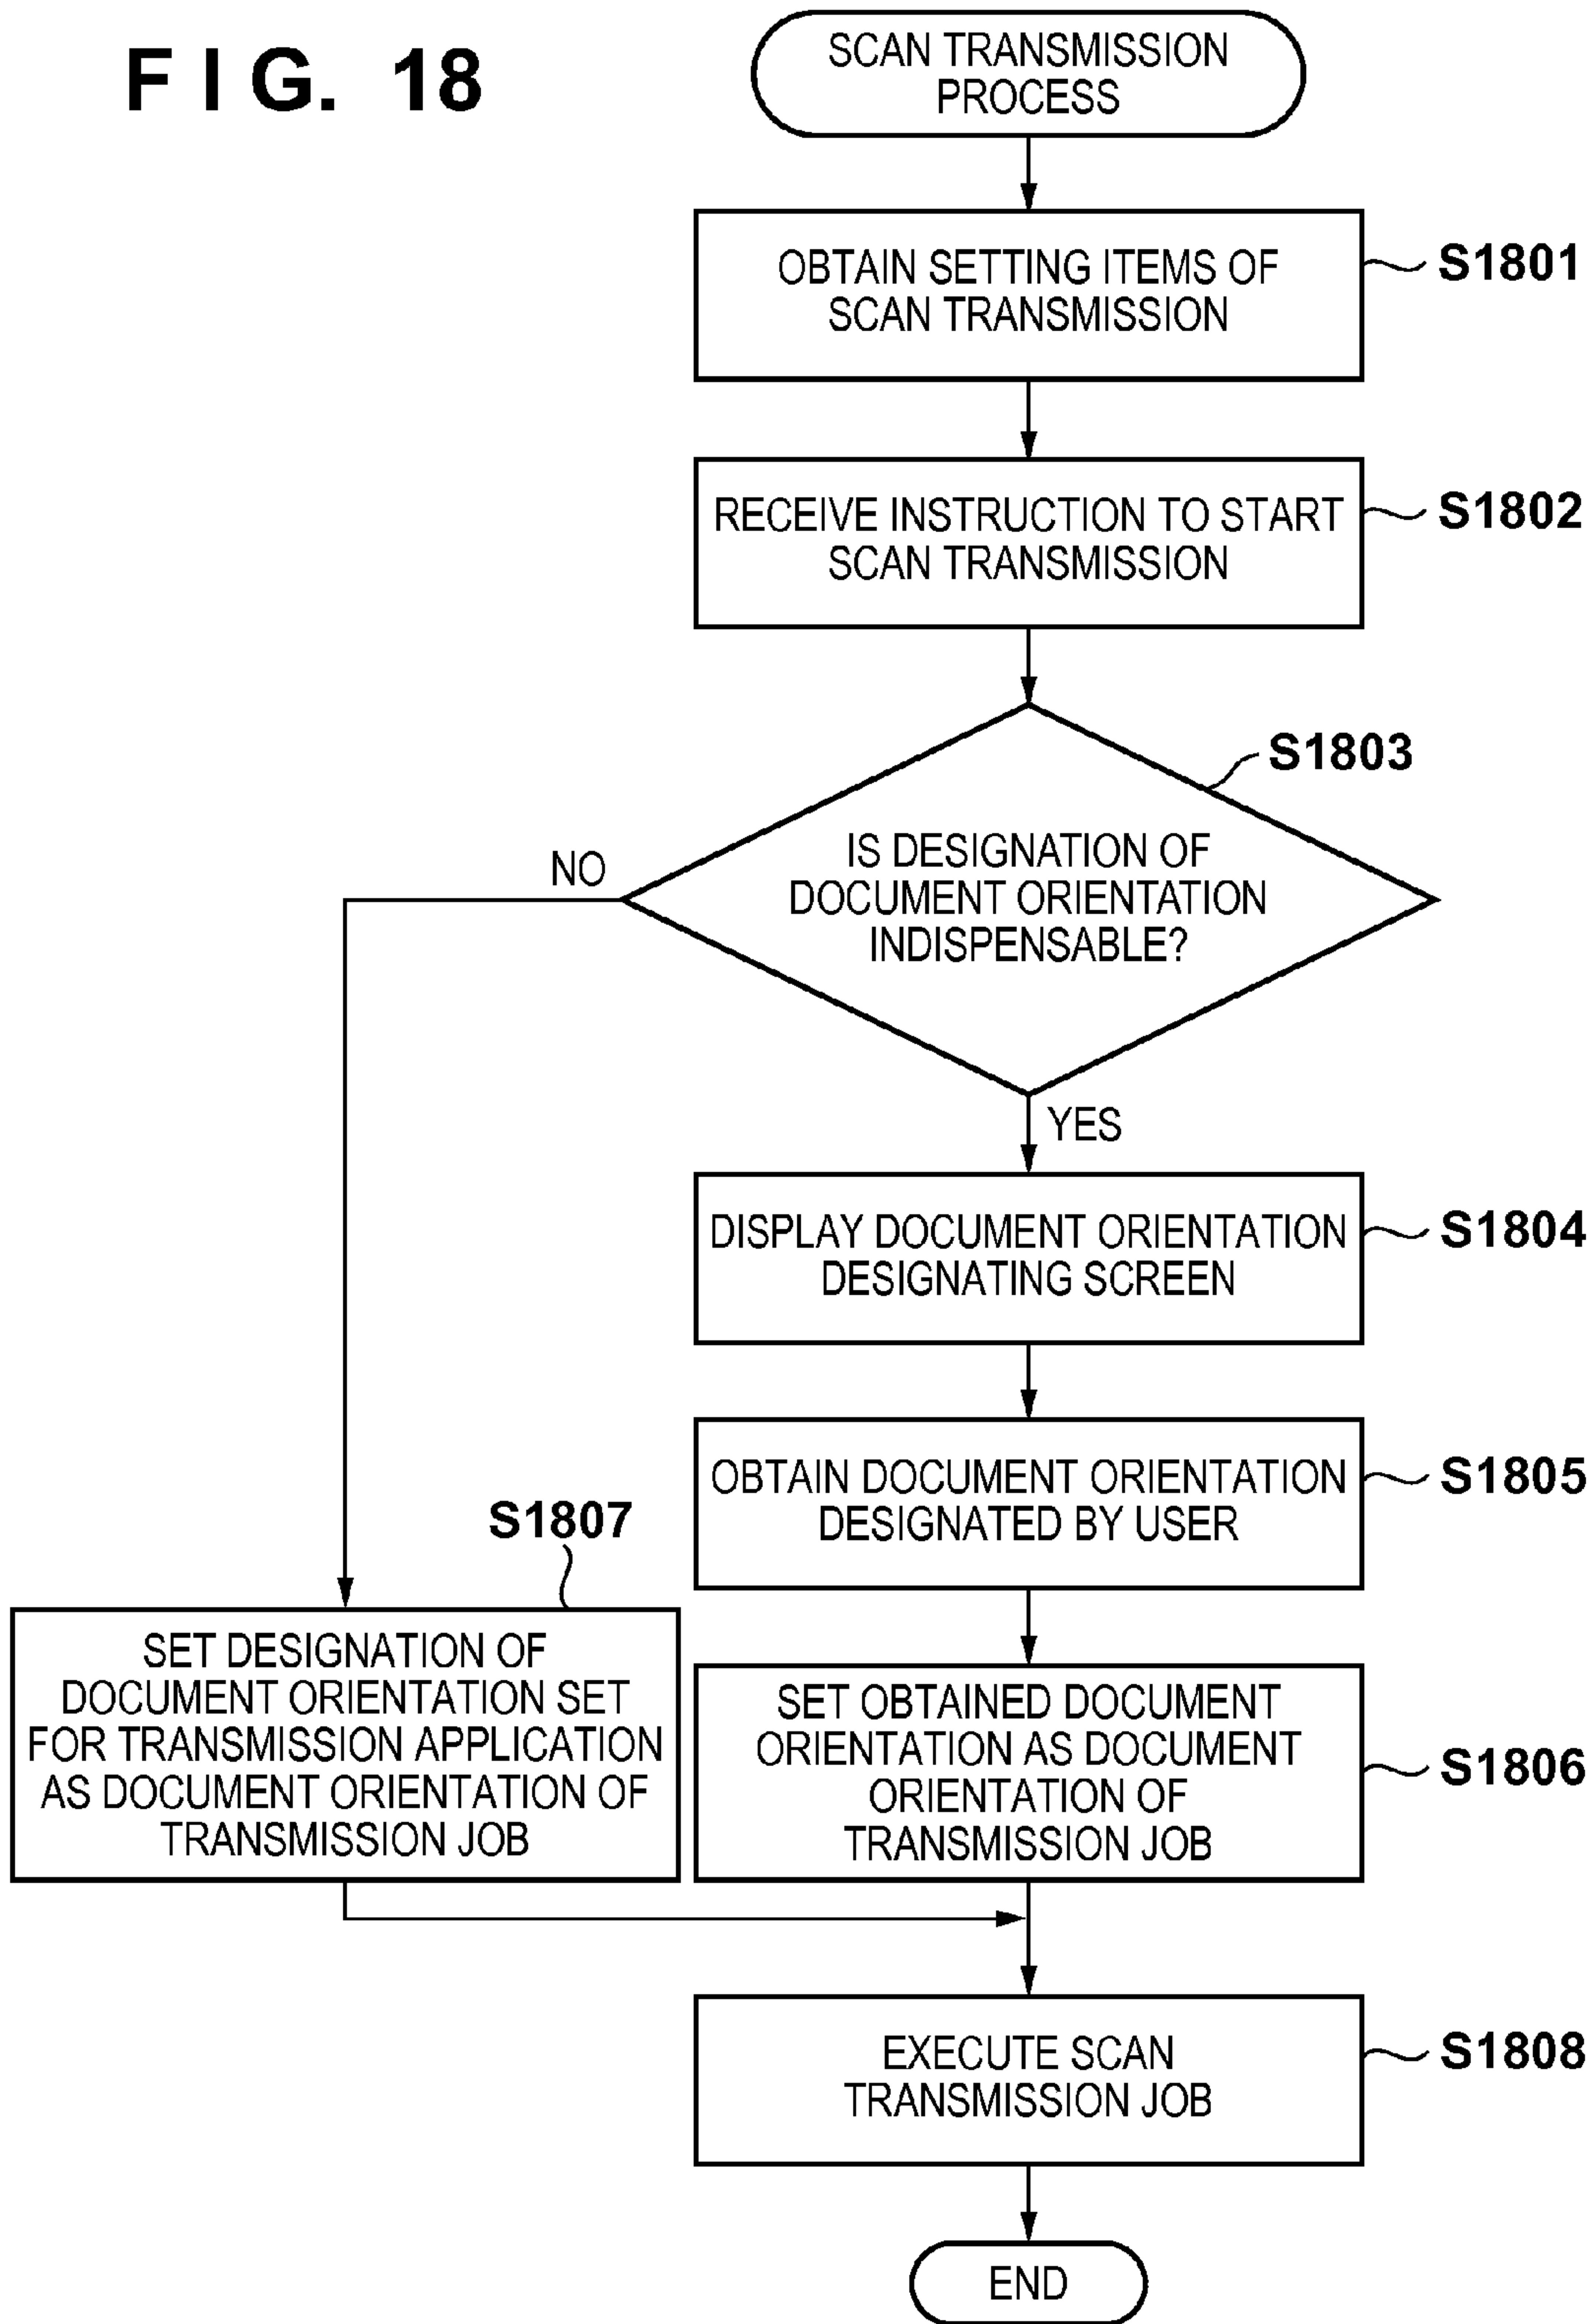 FIG. 18
SCAN TRANSMISSION
PROCESS
OBTAIN SETTING ITEMS OF
SCAN TRANSMISSION
S1801
RECEIVE INSTRUCTION TO START
SCAN TRANSMISSION
S1802
S1803
IS DESIGNATION OF
DOCUMENT ORIENTATION
INDISPENSABLE?
NO
YES
DISPLAY DOCUMENT ORIENTATION
DESIGNATING SCREEN
S1804
OBTAIN DOCUMENT ORIENTATION
DESIGNATED BY USER
S1805
S1807
SET DESIGNATION OF
DOCUMENT ORIENTATION SET
FOR TRANSMISSION APPLICATION
AS DOCUMENT ORIENTATION OF
TRANSMISSION JOB
SET OBTAINED DOCUMENT
ORIENTATION AS DOCUMENT
ORIENTATION OF
TRANSMISSION JOB
S1806
EXECUTE SCAN
TRANSMISSION JOB
S1808
END